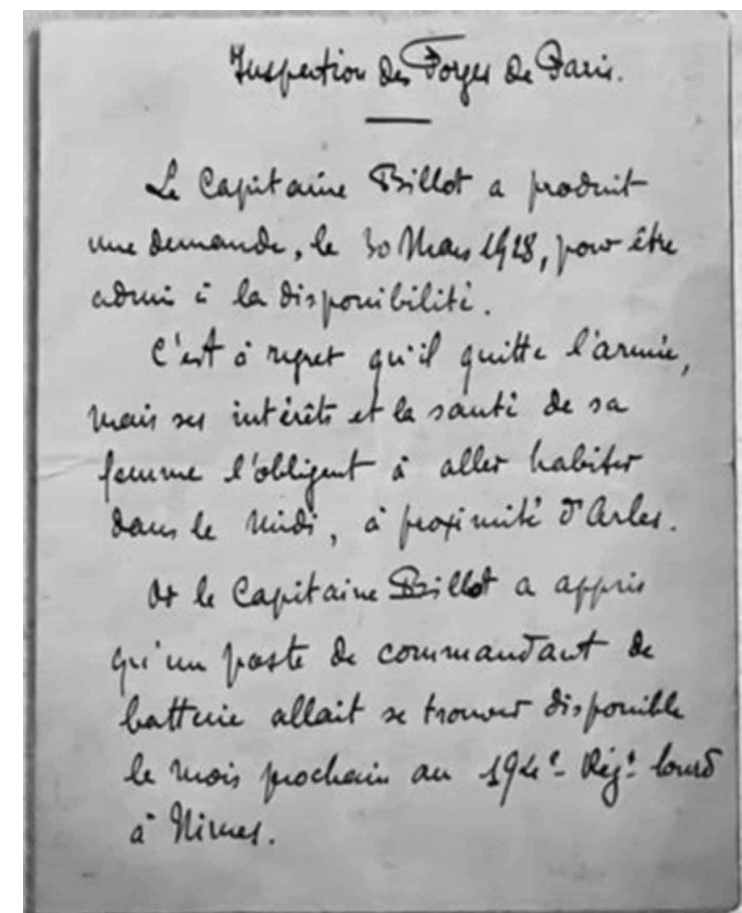 Inspection des Forges de Paris.
Le Capitaine Billot a produit
une demande, le 30 Mars 1928, pour être
admis à la disponibilité.
C'est à regret qu'il quitte l'armée,
mais ses intérêts et la santé de sa
femme l'obligent à aller habiter
dans le midi, à proximité d'Arles.
Or le Capitaine Billot a appris
qu'un poste de commandant de
batterie allait se trouver disponible
le mois prochain au Régt lourd
à Nimes.